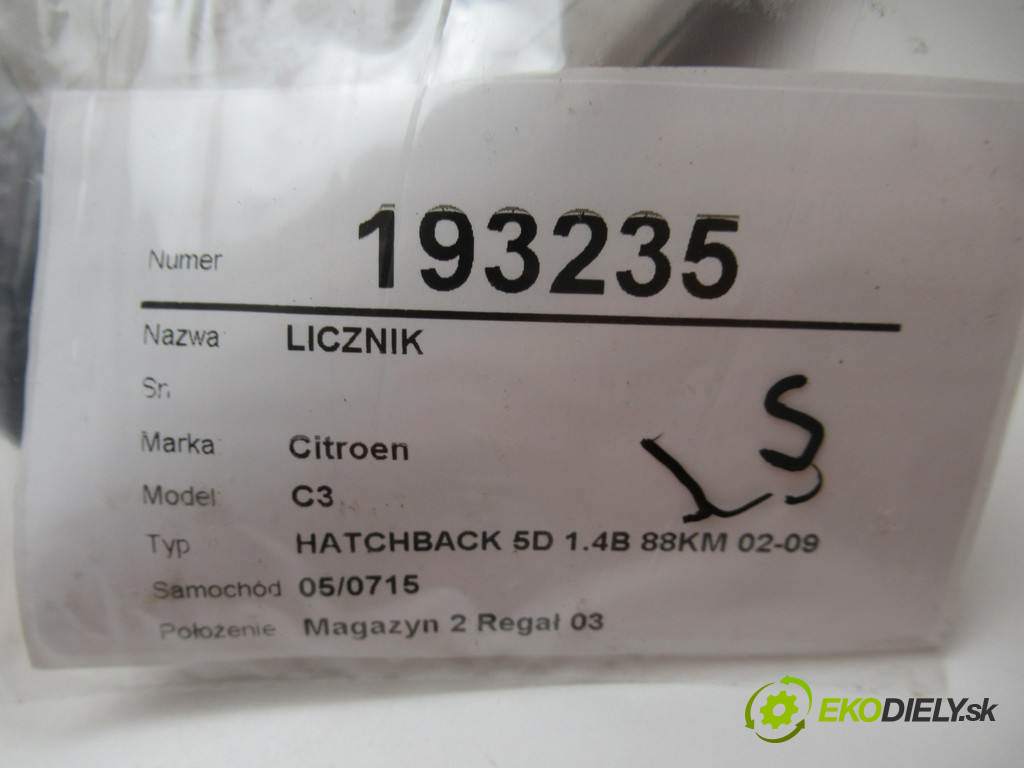 Numer 193235
Nazwa LICZNIK
Sr.
Marka Citroen
Model C3
Typ HATCHBACK 5D 1.4B 88KM 02-09
Samochód 05/0715
Położenie Magazyn 2 Regał 03
EKODIELY.sk